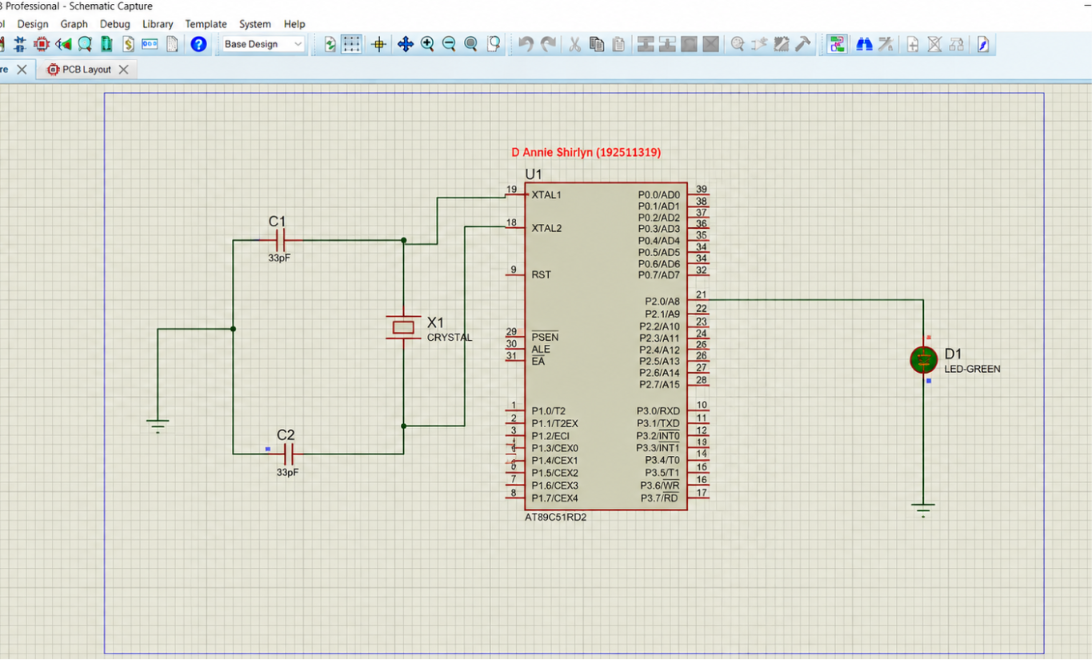 B Professional - Schematic Capture
ol Design Graph Debug Library Template System Help
Base Design
re PCB Layout
D Annie Shirlyn (192511319)
U1
19 XTAL1 P0.0/AD0 39
P0.1/AD1 38
P0.2/AD2 37
18 XTAL2 P0.3/AD3 36
P0.4/AD4 35
P0.5/AD5 34
P0.6/AD6 34
9 RST P0.7/AD7 32
C1
33pF
P2.0/A8 21
P2.1/A9 22
P2.2/A10 23
29 PSEN P2.3/A11 24
30 ALE P2.4/A12 26
31 EA P2.5/A13 26
P2.6/A14 27
P2.7/A15 28
X1
CRYSTAL
D1
LED-GREEN
1 P1.0/T2 P3.0/RXD 10
2 P1.1/T2EX P3.1/TXD 11
3 P1.2/ECI P3.2/INT0 12
P1.3/CEX0 P3.3/INT1 13
P1.4/CEX1 P3.4/T0 14
6 P1.5/CEX2 P3.5/T1 15
7 P1.6/CEX3 P3.6/WR 16
8 P1.7/CEX4 P3.7/RD 17
AT89C51RD2
C2
33pF